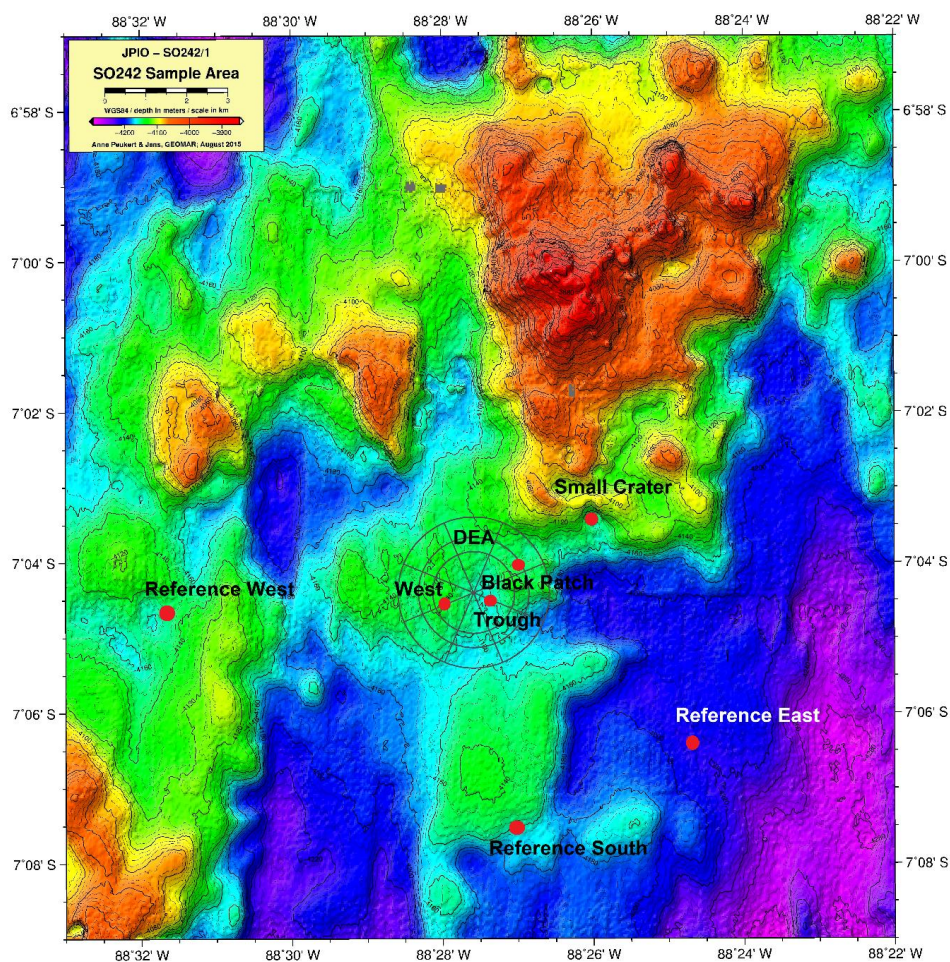 88°32' W 88°30' W 88°28' W 88°26' W 88°24' W 88°22' W
JPIO – SO242/1
SO242 Sample Area
0 1 2 3
WGS84 / depth in meters / scale in km
−4200 −4100 −4000 −3900
Anne Peukert & Jens, GEOMAR; August 2015
6°58' S 6°58' S
7°00' S 7°00' S
7°02' S 7°02' S
Small Crater
DEA
7°04' S 7°04' S
Reference West West Black Patch
Trough
7°06' S 7°06' S
Reference East
Reference South
7°08' S 7°08' S
88°32' W 88°30' W 88°28' W 88°26' W 88°24' W 88°22' W